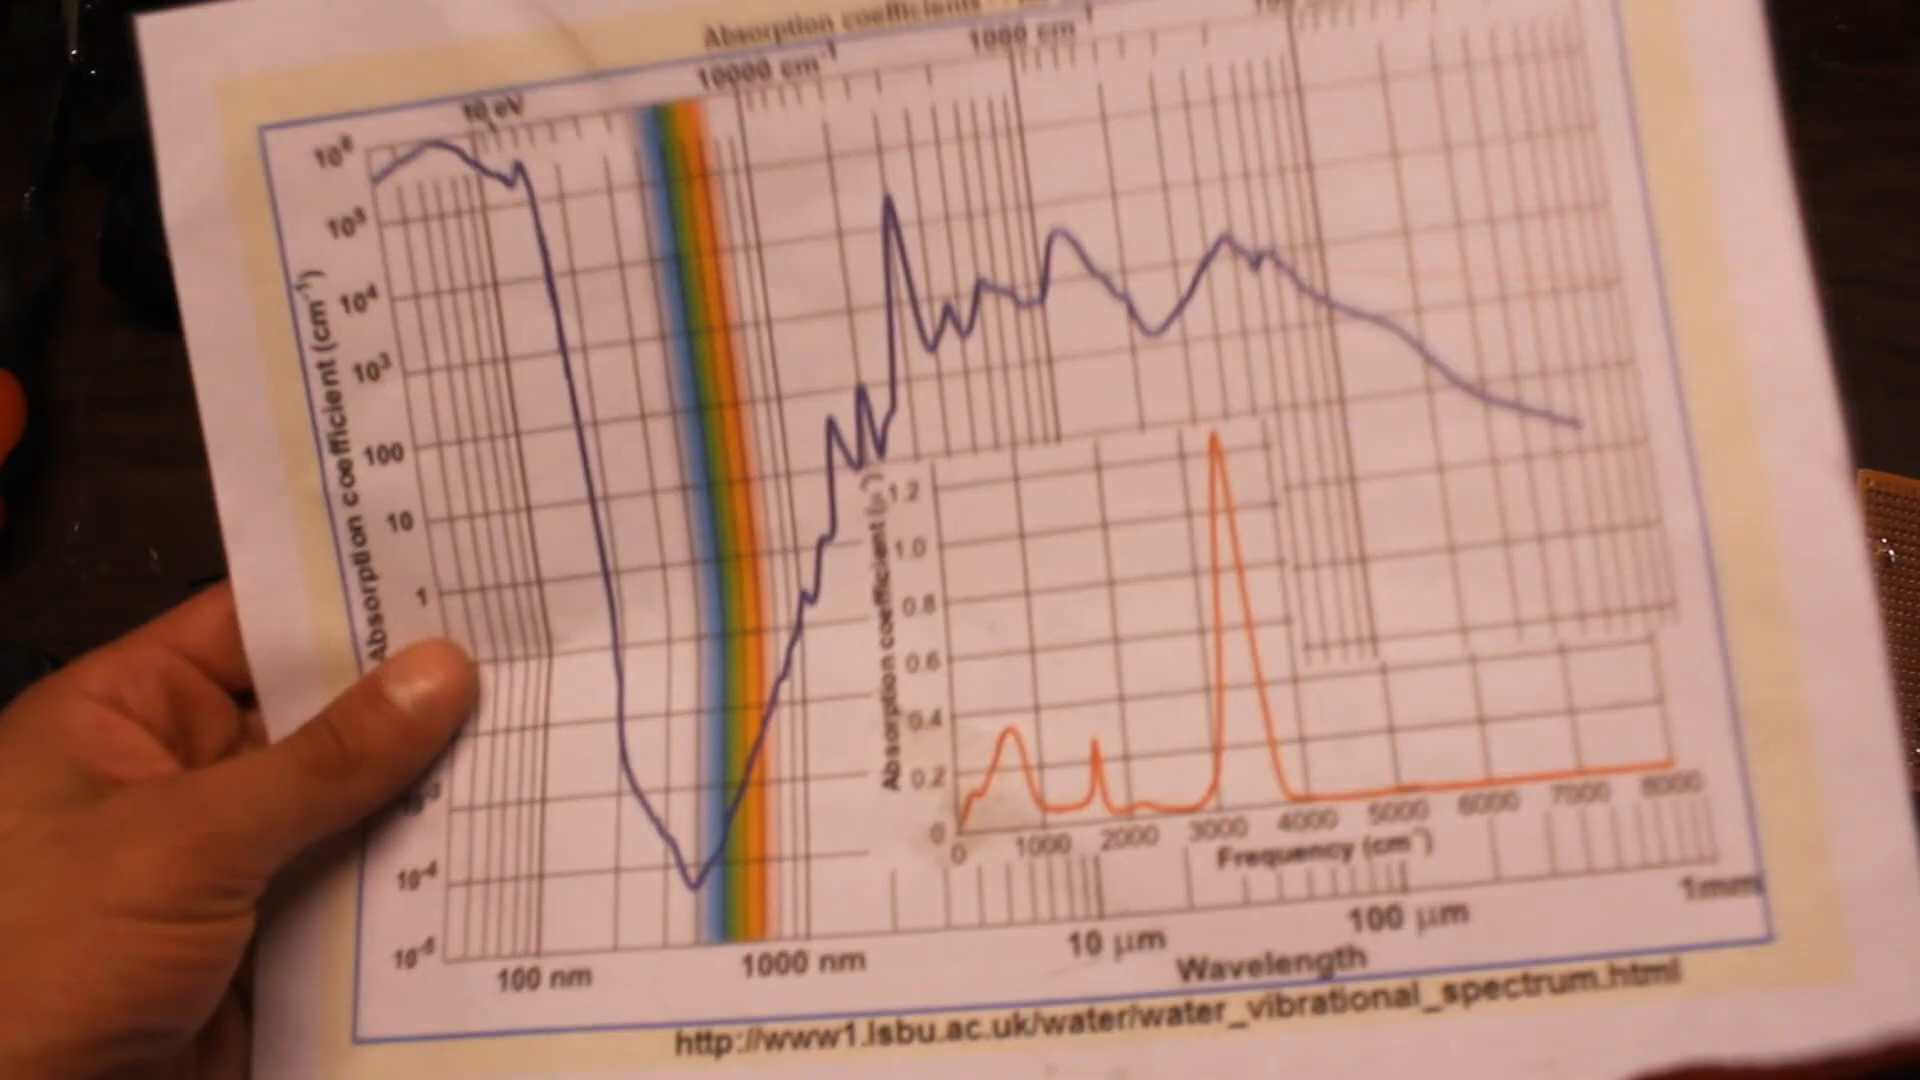 Absorption coefficients
10 eV
10000 cm⁻¹
1000 cm⁻¹
10⁶
10⁵
10⁴
10³
100
10
1
10⁻⁴
10⁻⁵
Absorption coefficient (cm⁻¹)
100 nm
1000 nm
10 µm
100 µm
1mm
Wavelength
1.2
1.0
0.8
0.6
0.4
0.2
0
Absorption coefficient (µ⁻¹)
0 1000 2000 3000 4000 5000 6000 7000 8000
Frequency (cm⁻¹)
http://www1.lsbu.ac.uk/water/water_vibrational_spectrum.html